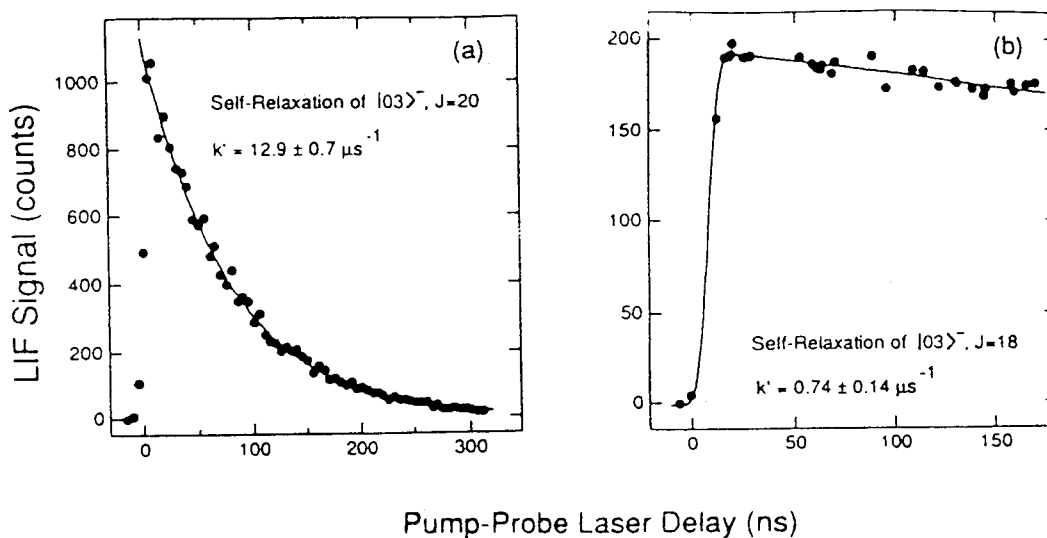 (a)
Self-Relaxation of |03>⁻, J=20
k' = 12.9 ± 0.7 μs⁻¹
LIF Signal (counts)
1000
800
600
400
200
0
0
100
200
300
(b)
Self-Relaxation of |03>⁻, J=18
k' = 0.74 ± 0.14 μs⁻¹
200
150
100
50
0
0
50
100
150
Pump-Probe Laser Delay (ns)